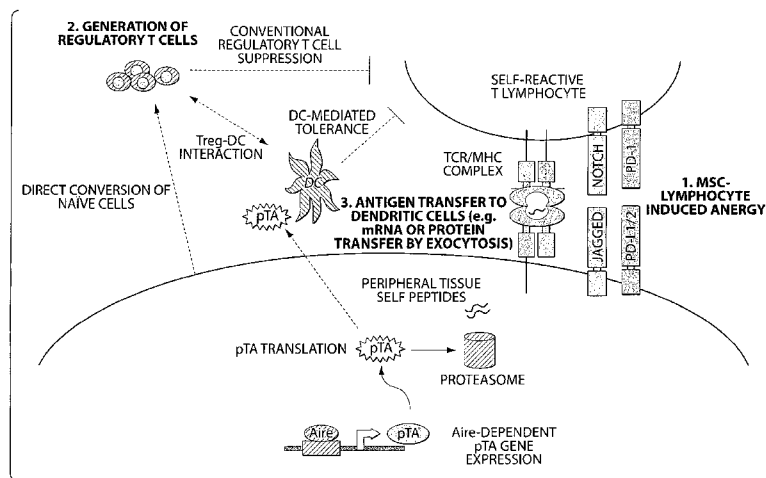 2. GENERATION OF
REGULATORY T CELLS
CONVENTIONAL
REGULATORY T CELL
SUPPRESSION
SELF-REACTIVE
T LYMPHOCYTE
DC-MEDIATED
TOLERANCE
Treg-DC
INTERACTION
DC
TCR/MHC
COMPLEX
NOTCH
PD-1
1. MSC-
LYMPHOCYTE
INDUCED ANERGY
DIRECT CONVERSION OF
NAÏVE CELLS
pTA
3. ANTIGEN TRANSFER TO
DENDRITIC CELLS (e.g.
mRNA OR PROTEIN
TRANSFER BY EXOCYTOSIS)
JAGGED
PD-L1/2
PERIPHERAL TISSUE
SELF PEPTIDES
pTA TRANSLATION
pTA
PROTEASOME
Aire
pTA
Aire-DEPENDENT
pTA GENE
EXPRESSION